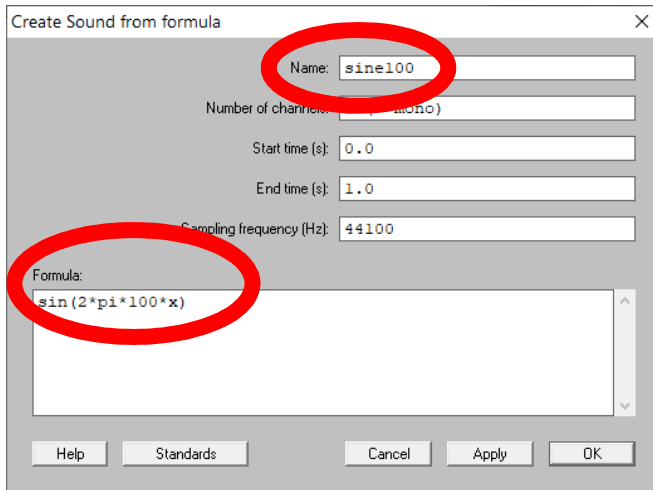 Create Sound from formula
Name: sine100
Number of channels: mono)
Start time (s): 0.0
End time (s): 1.0
Sampling frequency (Hz): 44100
Formula:
sin(2*pi*100*x)
Help Standards Cancel Apply OK